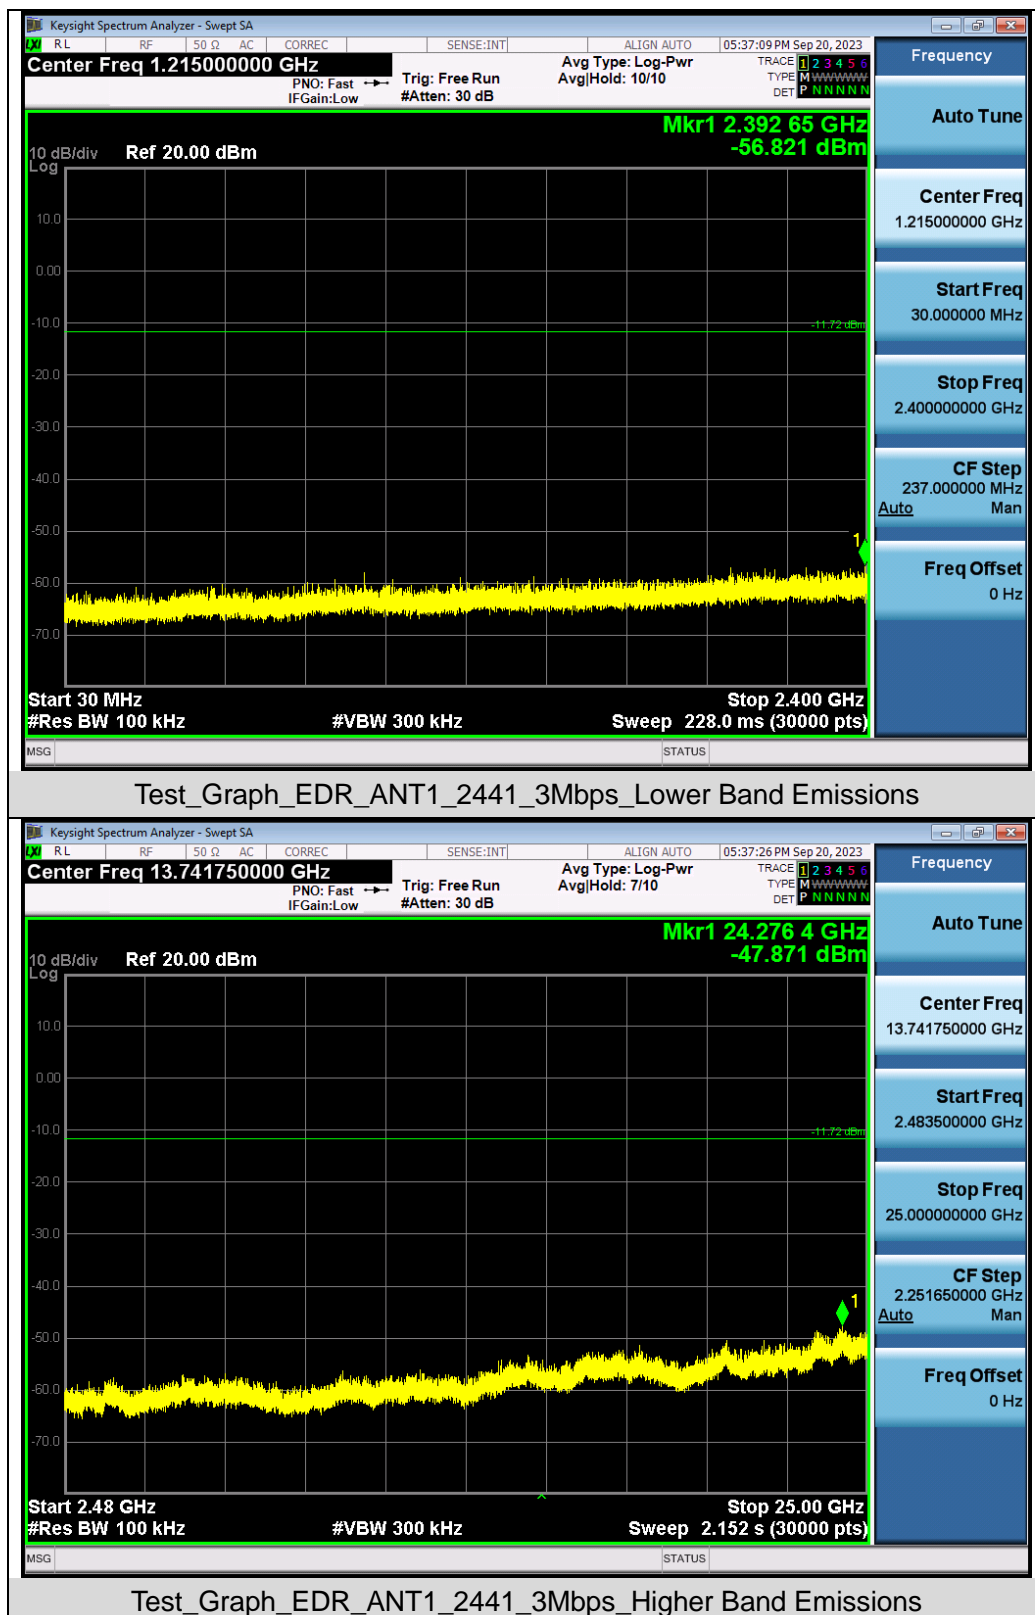 Keysight Spectrum Analyzer - Swept SA
LXI RL RF 50 Ω AC CORREC SENSE:INT ALIGN AUTO 05:37:09 PM Sep 20, 2023
Center Freq 1.215000000 GHz
PNO: Fast
IFGain:Low
Trig: Free Run
#Atten: 30 dB
Avg Type: Log-Pwr
Avg|Hold: 10/10
TRACE 1 2 3 4 5 6
TYPE M WWWWW
DET P N N N N N
Mkr1 2.392 65 GHz
-56.821 dBm
10 dB/div Ref 20.00 dBm
Log
10.0
0.00
-10.0
-11.72 dBm
-20.0
-30.0
-40.0
-50.0
1
-60.0
-70.0
Start 30 MHz Stop 2.400 GHz
#Res BW 100 kHz #VBW 300 kHz Sweep 228.0 ms (30000 pts)
MSG STATUS
Frequency
Auto Tune
Center Freq
1.215000000 GHz
Start Freq
30.000000 MHz
Stop Freq
2.400000000 GHz
CF Step
237.000000 MHz
Auto Man
Freq Offset
0 Hz
Test_Graph_EDR_ANT1_2441_3Mbps_Lower Band Emissions
Keysight Spectrum Analyzer - Swept SA
LXI RL RF 50 Ω AC CORREC SENSE:INT ALIGN AUTO 05:37:26 PM Sep 20, 2023
Center Freq 13.741750000 GHz
PNO: Fast
IFGain:Low
Trig: Free Run
#Atten: 30 dB
Avg Type: Log-Pwr
Avg|Hold: 7/10
TRACE 1 2 3 4 5 6
TYPE M WWWWW
DET P N N N N N
Mkr1 24.276 4 GHz
-47.871 dBm
10 dB/div Ref 20.00 dBm
Log
10.0
0.00
-10.0
-11.72 dBm
-20.0
-30.0
-40.0
1
-50.0
-60.0
-70.0
Start 2.48 GHz Stop 25.00 GHz
#Res BW 100 kHz #VBW 300 kHz Sweep 2.152 s (30000 pts)
MSG STATUS
Frequency
Auto Tune
Center Freq
13.741750000 GHz
Start Freq
2.483500000 GHz
Stop Freq
25.000000000 GHz
CF Step
2.251650000 GHz
Auto Man
Freq Offset
0 Hz
Test_Graph_EDR_ANT1_2441_3Mbps_Higher Band Emissions